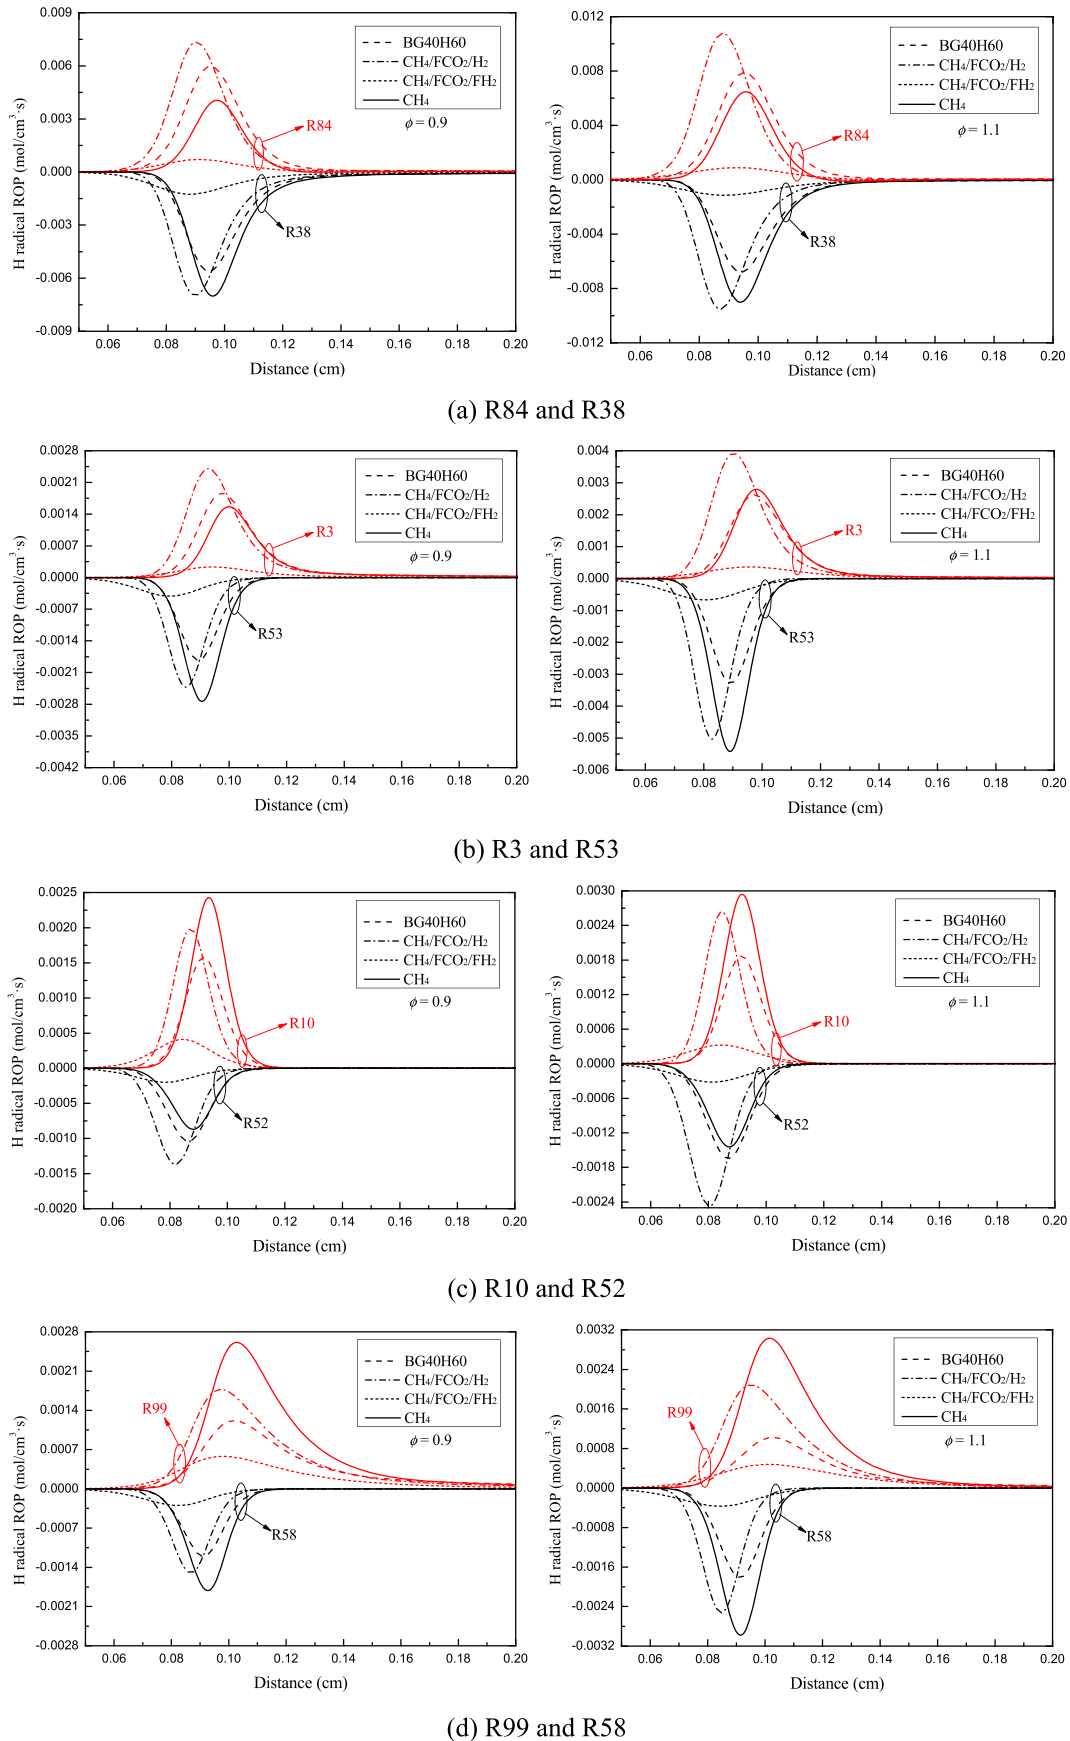 0.009
0.006
0.003
0.000
-0.003
-0.006
-0.009
H radical ROP (mol/cm³·s)
BG40H60
CH₄/FCO₂/H₂
CH₄/FCO₂/FH₂
CH₄
ϕ = 0.9
R84
R38
0.06 0.08 0.10 0.12 0.14 0.16 0.18 0.20
Distance (cm)
0.012
0.008
0.004
0.000
-0.004
-0.008
-0.012
H radical ROP (mol/cm³·s)
BG40H60
CH₄/FCO₂/H₂
CH₄/FCO₂/FH₂
CH₄
ϕ = 1.1
R84
R38
0.06 0.08 0.10 0.12 0.14 0.16 0.18 0.20
Distance (cm)
(a) R84 and R38
0.0028
0.0021
0.0014
0.0007
0.0000
-0.0007
-0.0014
-0.0021
-0.0028
-0.0035
-0.0042
H radical ROP (mol/cm³·s)
BG40H60
CH₄/FCO₂/H₂
CH₄/FCO₂/FH₂
CH₄
ϕ = 0.9
R3
R53
0.06 0.08 0.10 0.12 0.14 0.16 0.18 0.20
Distance (cm)
0.004
0.003
0.002
0.001
0.000
-0.001
-0.002
-0.003
-0.004
-0.005
-0.006
H radical ROP (mol/cm³·s)
BG40H60
CH₄/FCO₂/H₂
CH₄/FCO₂/FH₂
CH₄
ϕ = 1.1
R3
R53
0.06 0.08 0.10 0.12 0.14 0.16 0.18 0.20
Distance (cm)
(b) R3 and R53
0.0025
0.0020
0.0015
0.0010
0.0005
0.0000
-0.0005
-0.0010
-0.0015
-0.0020
H radical ROP (mol/cm³·s)
BG40H60
CH₄/FCO₂/H₂
CH₄/FCO₂/FH₂
CH₄
ϕ = 0.9
R10
R52
0.06 0.08 0.10 0.12 0.14 0.16 0.18 0.20
Distance (cm)
0.0030
0.0024
0.0018
0.0012
0.0006
0.0000
-0.0006
-0.0012
-0.0018
-0.0024
H radical ROP (mol/cm³·s)
BG40H60
CH₄/FCO₂/H₂
CH₄/FCO₂/FH₂
CH₄
ϕ = 1.1
R10
R52
0.06 0.08 0.10 0.12 0.14 0.16 0.18 0.20
Distance (cm)
(c) R10 and R52
0.0028
0.0021
0.0014
0.0007
0.0000
-0.0007
-0.0014
-0.0021
-0.0028
H radical ROP (mol/cm³·s)
BG40H60
CH₄/FCO₂/H₂
CH₄/FCO₂/FH₂
CH₄
ϕ = 0.9
R99
R58
0.06 0.08 0.10 0.12 0.14 0.16 0.18 0.20
Distance (cm)
0.0032
0.0024
0.0016
0.0008
0.0000
-0.0008
-0.0016
-0.0024
-0.0032
H radical ROP (mol/cm³·s)
BG40H60
CH₄/FCO₂/H₂
CH₄/FCO₂/FH₂
CH₄
ϕ = 1.1
R99
R58
0.06 0.08 0.10 0.12 0.14 0.16 0.18 0.20
Distance (cm)
(d) R99 and R58